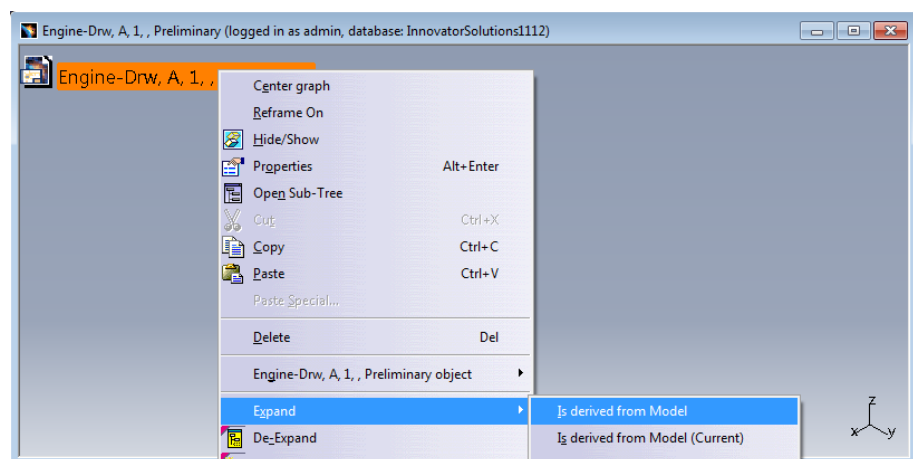 Engine-Drw, A, 1, , Preliminary (logged in as admin, database: InnovatorSolutions1112)
Engine-Drw, A, 1, ,
Center graph
Reframe On
Hide/Show
Properties Alt+Enter
Open Sub-Tree
Cut Ctrl+X
Copy Ctrl+C
Paste Ctrl+V
Paste Special...
Delete Del
Engine-Drw, A, 1, , Preliminary object
Expand
Is derived from Model
De-Expand
Is derived from Model (Current)
z
x
y